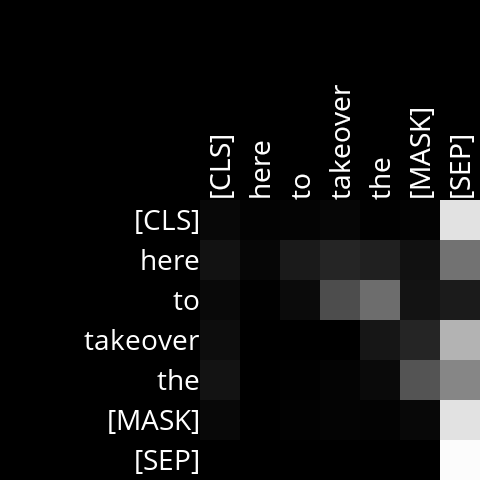 [CLS]
here
to
takeover
the
[MASK]
[SEP]
[CLS]
here
to
takeover
the
[MASK]
[SEP]